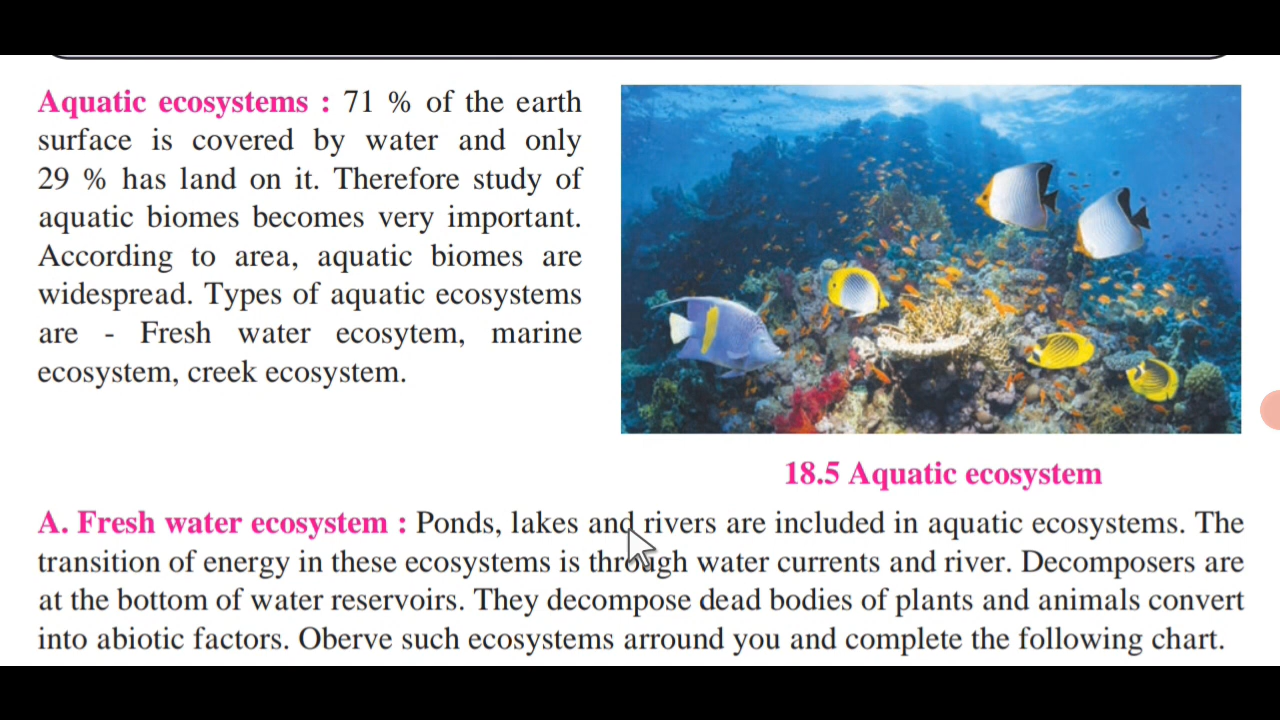 Aquatic ecosystems : 71 % of the earth
surface is covered by water and only
29 % has land on it. Therefore study of
aquatic biomes becomes very important.
According to area, aquatic biomes are
widespread. Types of aquatic ecosystems
are - Fresh water ecosytem, marine
ecosystem, creek ecosystem.
18.5 Aquatic ecosystem
A. Fresh water ecosystem : Ponds, lakes and rivers are included in aquatic ecosystems. The
transition of energy in these ecosystems is through water currents and river. Decomposers are
at the bottom of water reservoirs. They decompose dead bodies of plants and animals convert
into abiotic factors. Oberve such ecosystems arround you and complete the following chart.